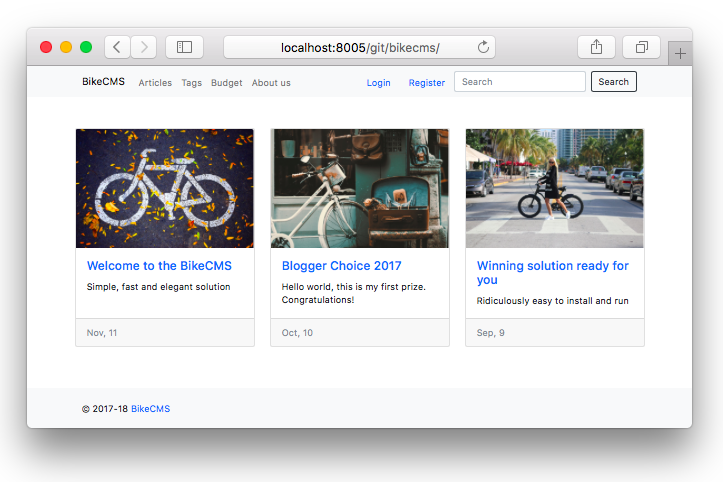 localhost:8005/git/bikecms/
BikeCMS Articles Tags Budget About us Login Register Search Search
Welcome to the BikeCMS
Simple, fast and elegant solution
Nov, 11
Blogger Choice 2017
Hello world, this is my first prize.
Congratulations!
Oct, 10
Winning solution ready for
you
Ridiculously easy to install and run
Sep, 9
© 2017-18 BikeCMS